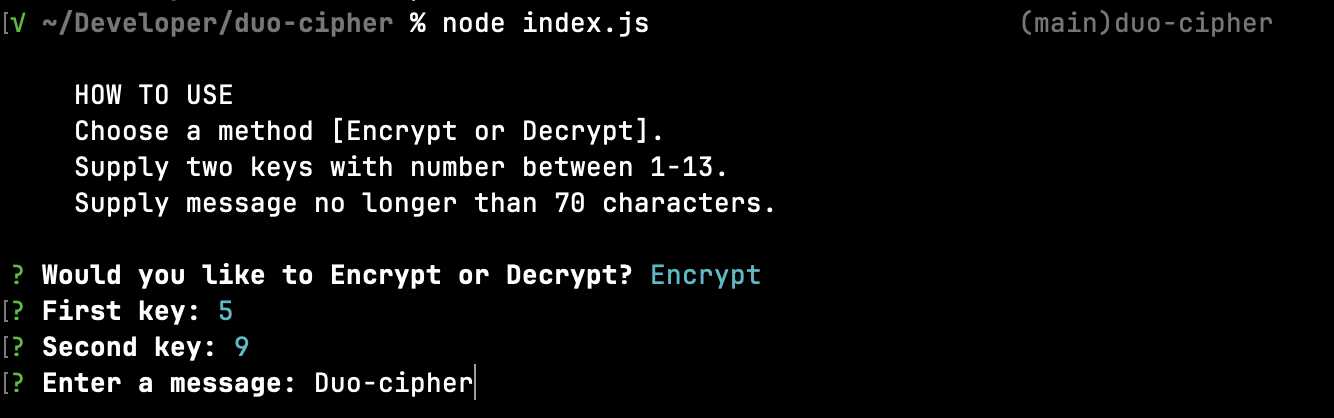 [√ ~/Developer/duo-cipher % node index.js (main)duo-cipher
HOW TO USE
Choose a method [Encrypt or Decrypt].
Supply two keys with number between 1-13.
Supply message no longer than 70 characters.
? Would you like to Encrypt or Decrypt? Encrypt
[? First key: 5
[? Second key: 9
[? Enter a message: Duo-cipher